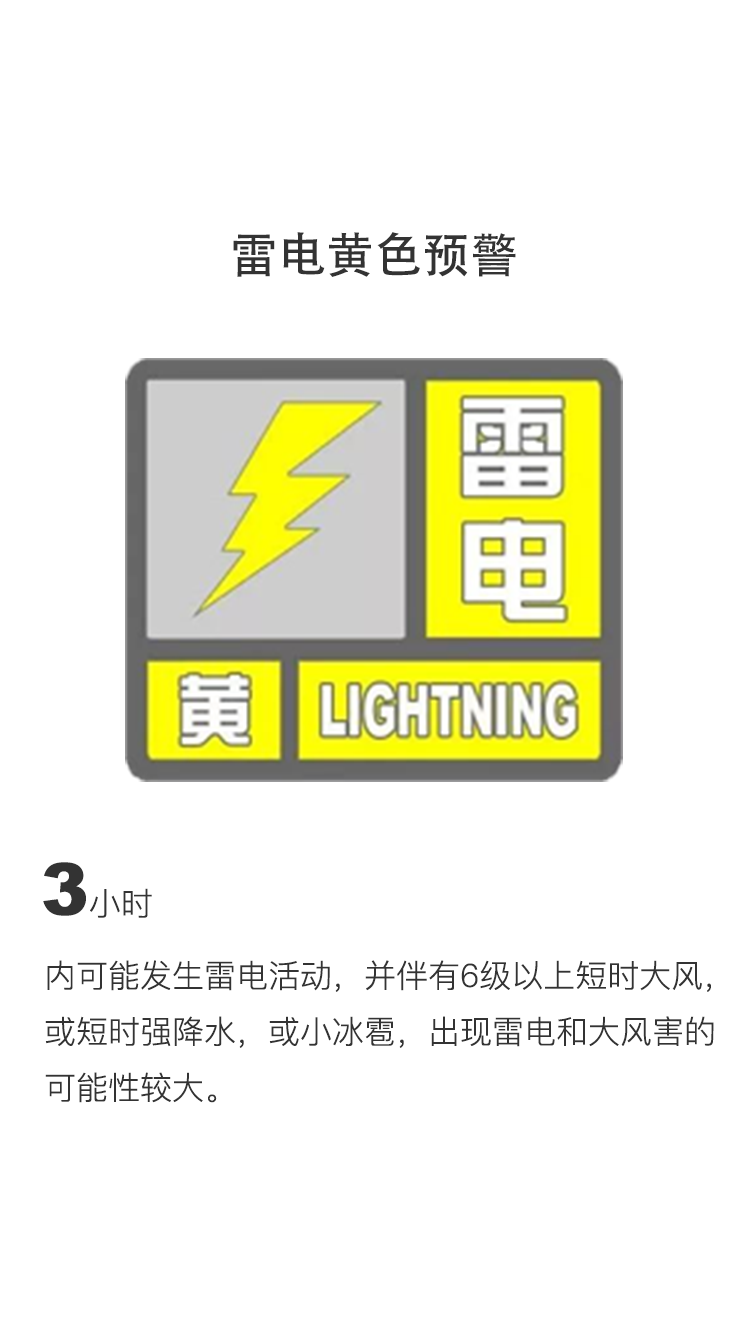 雷电黄色预警
雷
电
黄
LIGHTNING
3小时
内可能发生雷电活动，并伴有6级以上短时大风，
或短时强降水，或小冰雹，出现雷电和大风害的
可能性较大。